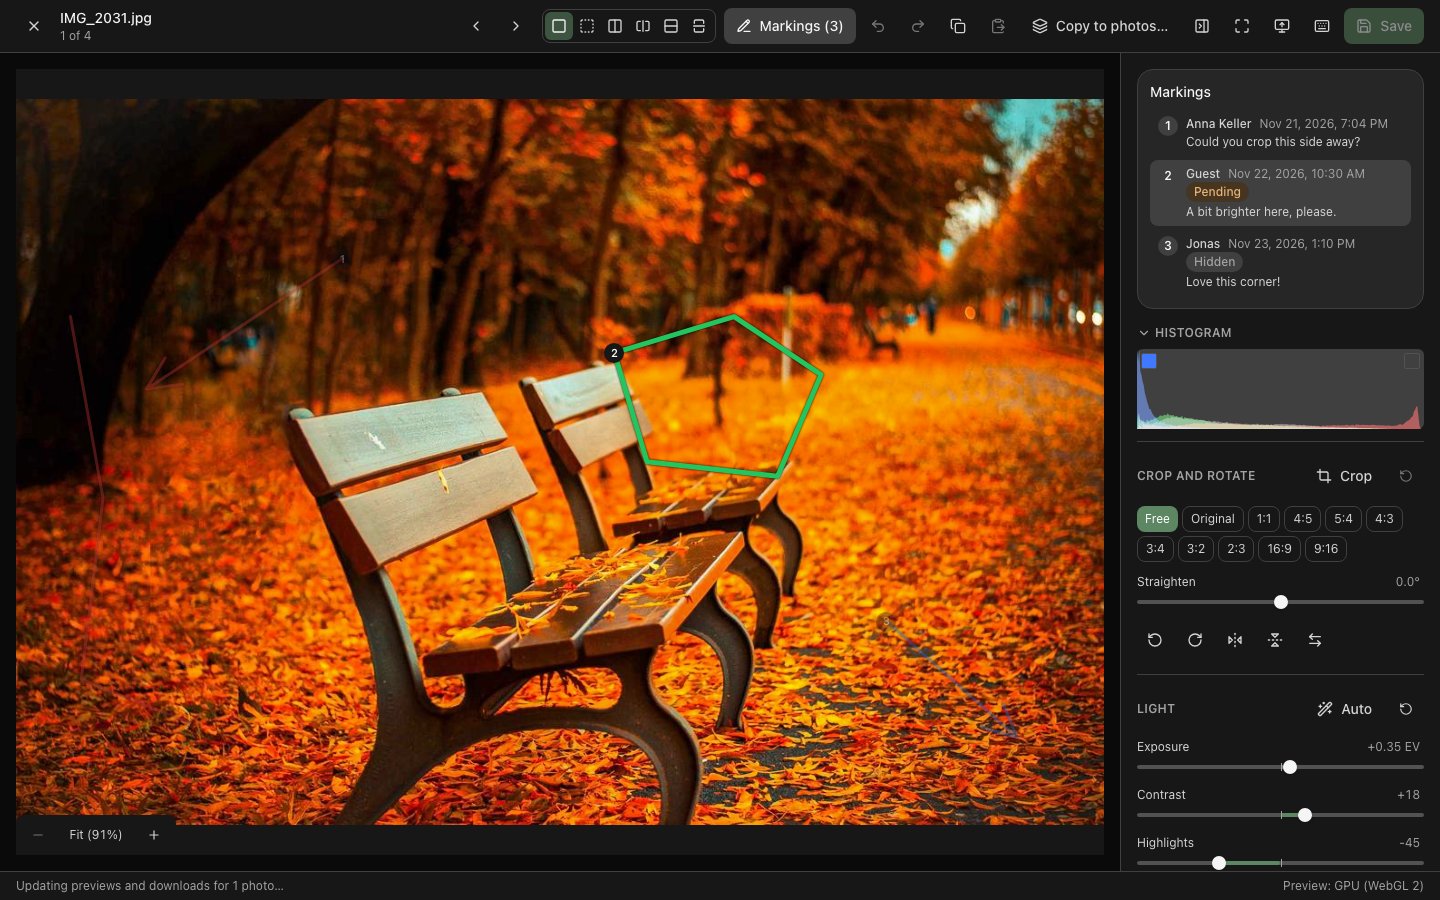 IMG_2031.jpg
1 of 4
Markings (3)
Copy to photos...
Save
Markings
1 Anna Keller Nov 21, 2026, 7:04 PM
Could you crop this side away?
2 Guest Nov 22, 2026, 10:30 AM
Pending
A bit brighter here, please.
3 Jonas Nov 23, 2026, 1:10 PM
Hidden
Love this corner!
1
2
3
HISTOGRAM
CROP AND ROTATE Crop
Free Original 1:1 4:5 5:4 4:3
3:4 3:2 2:3 16:9 9:16
Straighten 0.0°
LIGHT Auto
Exposure +0.35 EV
Contrast +18
Highlights -45
Fit (91%)
Updating previews and downloads for 1 photo...
Preview: GPU (WebGL 2)